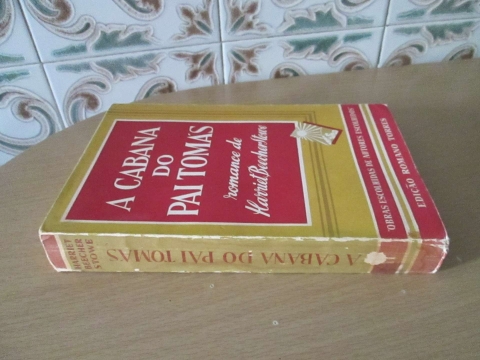 A CABANA
DO
PAI TOMÁS
romance de
Harriet Beecher Stowe
OBRAS ESCOLHIDAS DE AUTORES ESCOLHIDOS
EDIÇÃO ROMANO TORRES
HARRIET
BEECHER
STOWE
A CABANA DO PAI TOMÁS